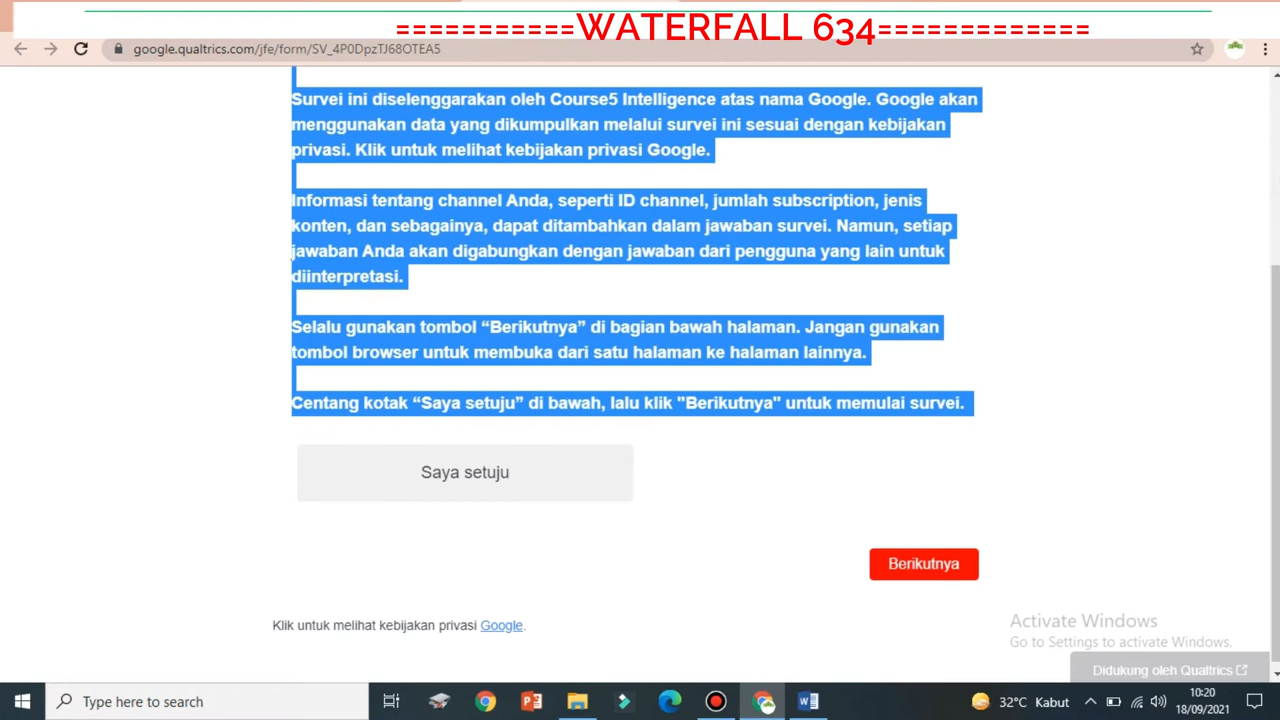 ===========WATERFALL 634=============
google.qualtrics.com/jfe/form/SV_4P0DpzTJ68OTEA5
Survei ini diselenggarakan oleh Course5 Intelligence atas nama Google. Google akan
menggunakan data yang dikumpulkan melalui survei ini sesuai dengan kebijakan
privasi. Klik untuk melihat kebijakan privasi Google.
Informasi tentang channel Anda, seperti ID channel, jumlah subscription, jenis
konten, dan sebagainya, dapat ditambahkan dalam jawaban survei. Namun, setiap
jawaban Anda akan digabungkan dengan jawaban dari pengguna yang lain untuk
diinterpretasi.
Selalu gunakan tombol “Berikutnya” di bagian bawah halaman. Jangan gunakan
tombol browser untuk membuka dari satu halaman ke halaman lainnya.
Centang kotak “Saya setuju” di bawah, lalu klik "Berikutnya" untuk memulai survei.
Saya setuju
Berikutnya
Klik untuk melihat kebijakan privasi Google.
Activate Windows
Go to Settings to activate Windows.
Didukung oleh Qualtrics
Type here to search
32°C Kabut
10:20
18/09/2021